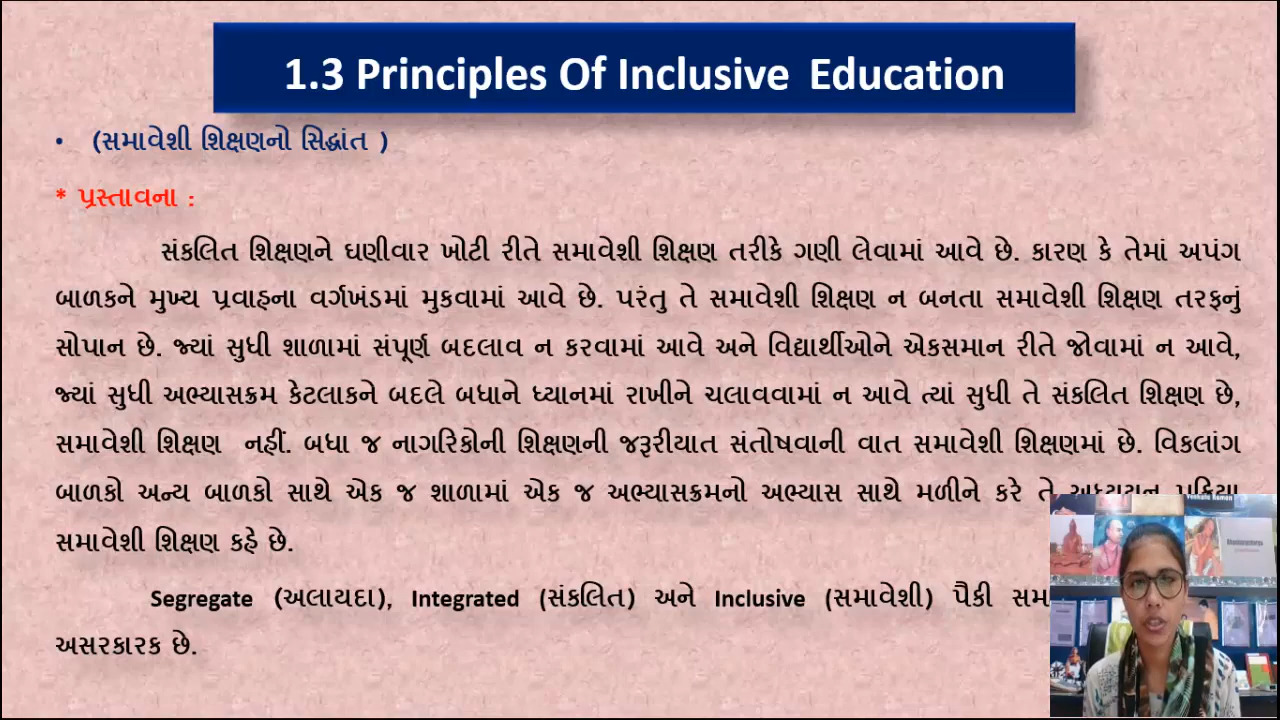 1.3 Principles Of Inclusive Education
• (સમાવેશી શિક્ષણનો સિદ્ધાંત )
* પ્રસ્તાવના :
સંકલિત શિક્ષણને ઘણીવાર ખોટી રીતે સમાવેશી શિક્ષણ તરીકે ગણી લેવામાં આવે છે. કારણ કે તેમાં અપંગ
બાળકને મુખ્ય પ્રવાહના વર્ગખંડમાં મુકવામાં આવે છે. પરંતુ તે સમાવેશી શિક્ષણ ન બનતા સમાવેશી શિક્ષણ તરફનું
સોપાન છે. જ્યાં સુધી શાળામાં સંપૂર્ણ બદલાવ ન કરવામાં આવે અને વિદ્યાર્થીઓને એકસમાન રીતે જોવામાં ન આવે,
જ્યાં સુધી અભ્યાસક્રમ કેટલાકને બદલે બધાને ધ્યાનમાં રાખીને ચલાવવામાં ન આવે ત્યાં સુધી તે સંકલિત શિક્ષણ છે,
સમાવેશી શિક્ષણ નહીં. બધા જ નાગરિકોની શિક્ષણની જરૂરીયાત સંતોષવાની વાત સમાવેશી શિક્ષણમાં છે. વિકલાંગ
બાળકો અન્ય બાળકો સાથે એક જ શાળામાં એક જ અભ્યાસક્રમનો અભ્યાસ સાથે મળીને કરે તે
સમાવેશી શિક્ષણ કહે છે.
Segregate (અલાયદા), Integrated (સંકલિત) અને Inclusive (સમાવેશી) પૈકી
અસરકારક છે.